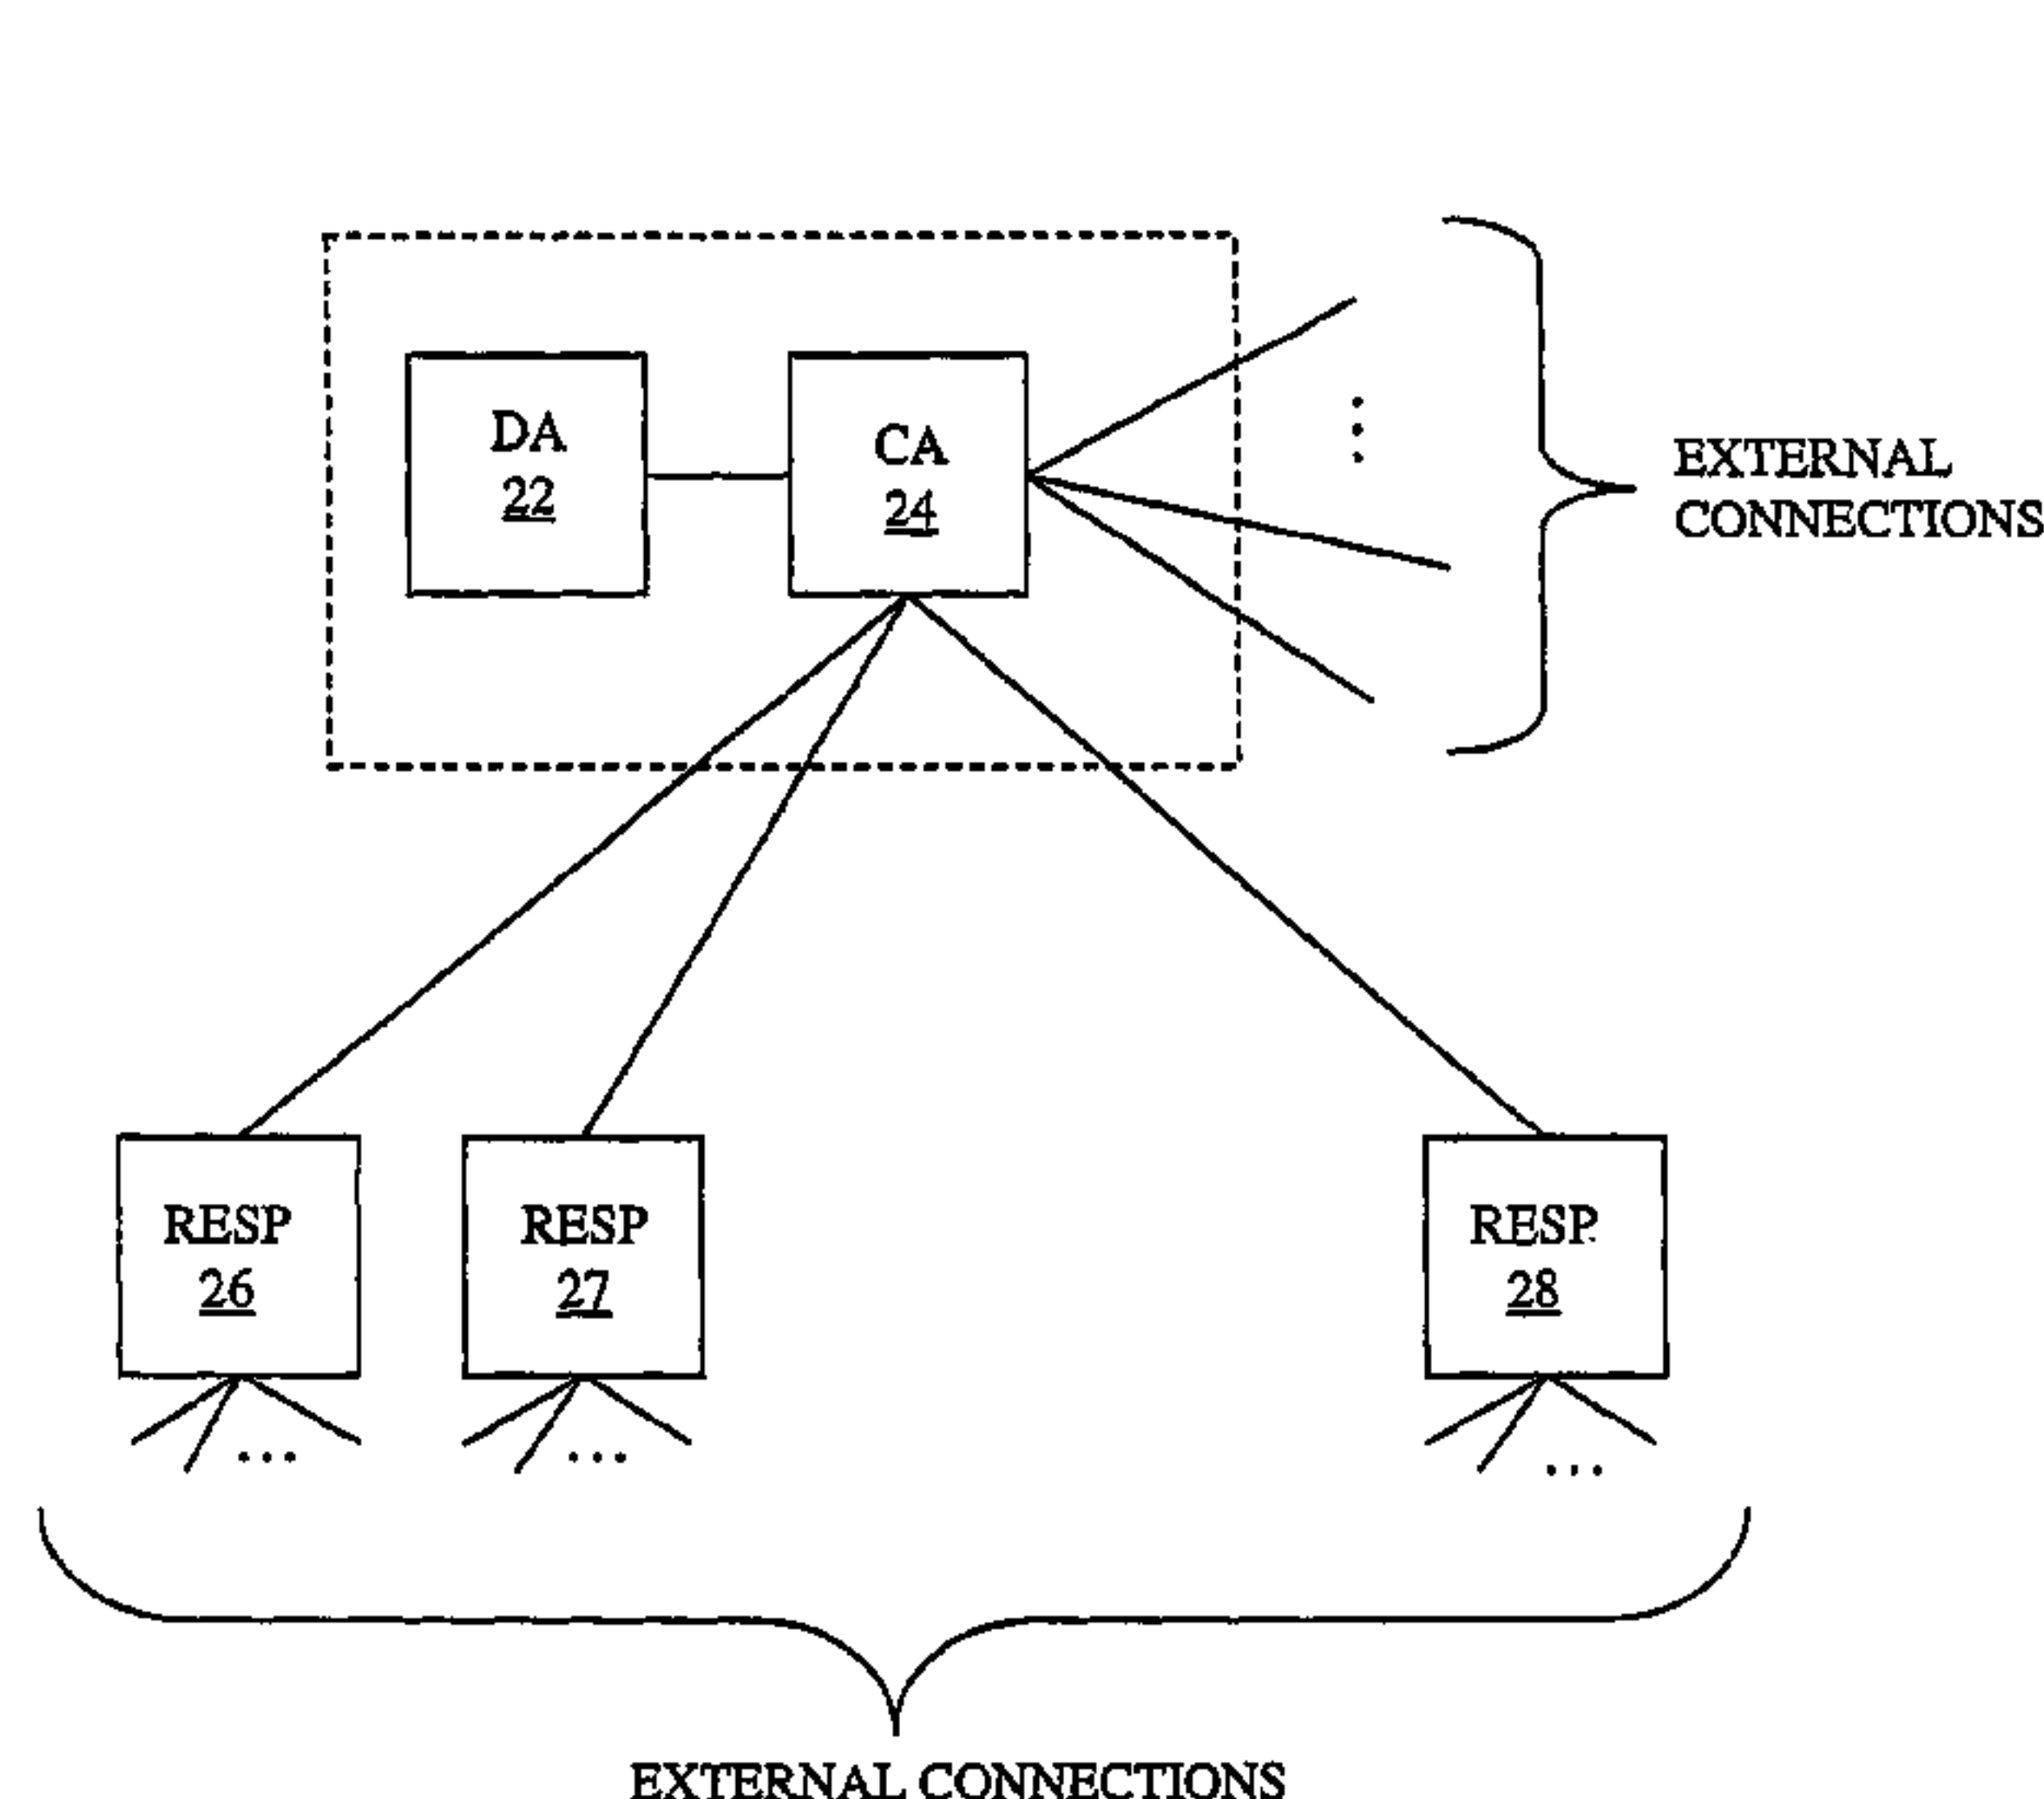 DA
22
CA
24
EXTERNAL
CONNECTIONS
RESP
26
RESP
27
RESP
28
EXTERNAL CONNECTIONS